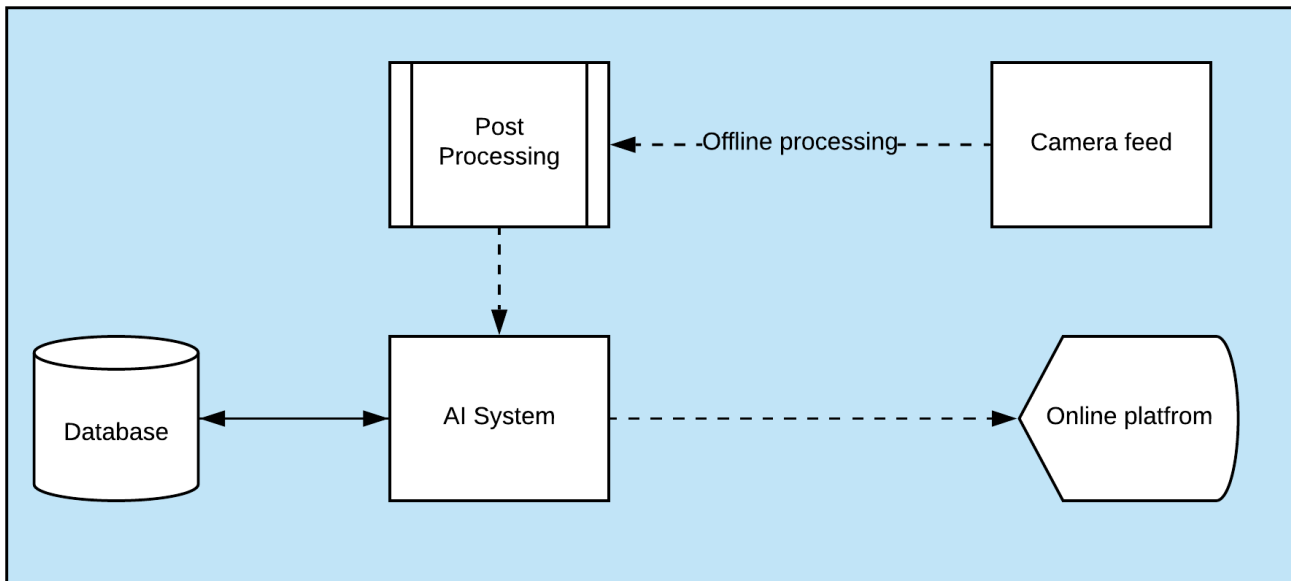 Post
Processing
Offline processing
Camera feed
Database
AI System
Online platfrom